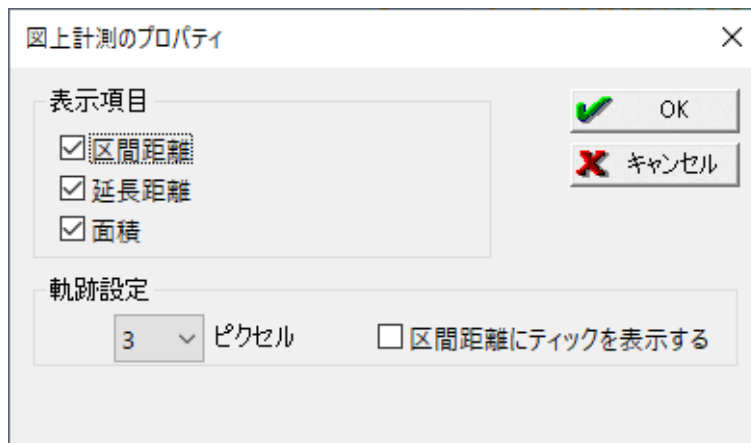 図上計測のプロパティ
表示項目
区間距離
延長距離
面積
OK
キャンセル
軌跡設定
3 ピクセル 区間距離にティックを表示する